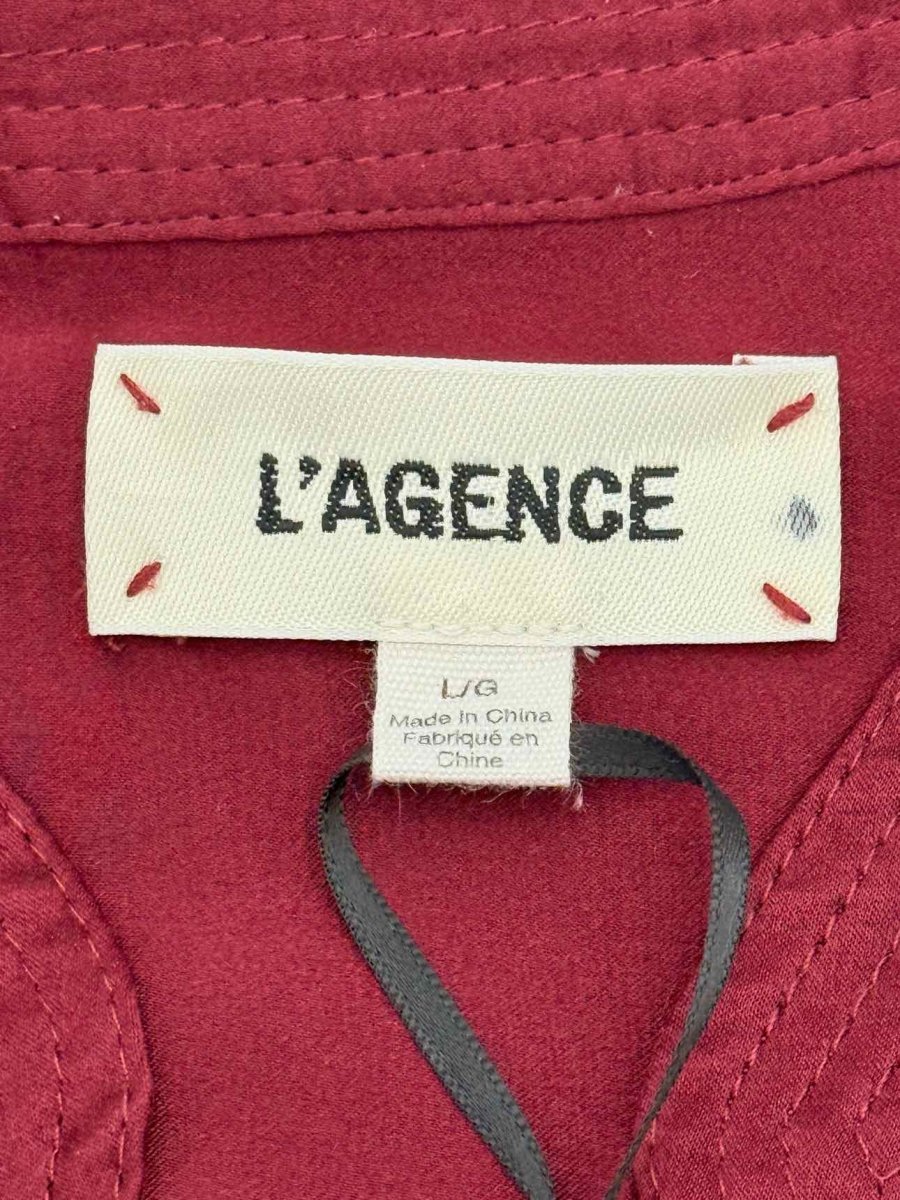 L'AGENCE
L/G
Made in China
Fabriqué en
Chine